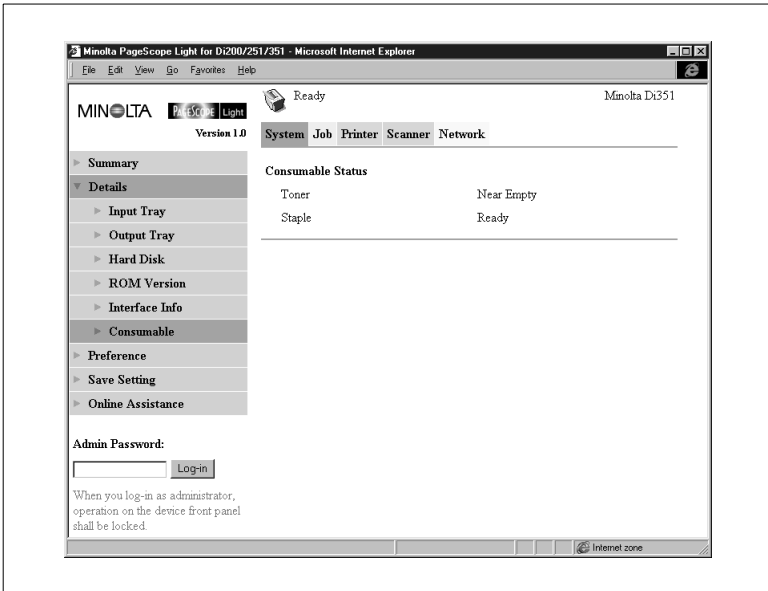 Minolta PageScope Light for Di200/251/351 - Microsoft Internet Explorer
File Edit View Go Favorites Help
MINOLTA PAGESCOPE Light
Version 1.0
Ready Minolta Di351
System Job Printer Scanner Network
Summary
Details
Input Tray
Output Tray
Hard Disk
ROM Version
Interface Info
Consumable
Preference
Save Setting
Online Assistance
Admin Password:
Log-in
When you log-in as administrator,
operation on the device front panel
shall be locked.
Consumable Status
Toner Near Empty
Staple Ready
Internet zone